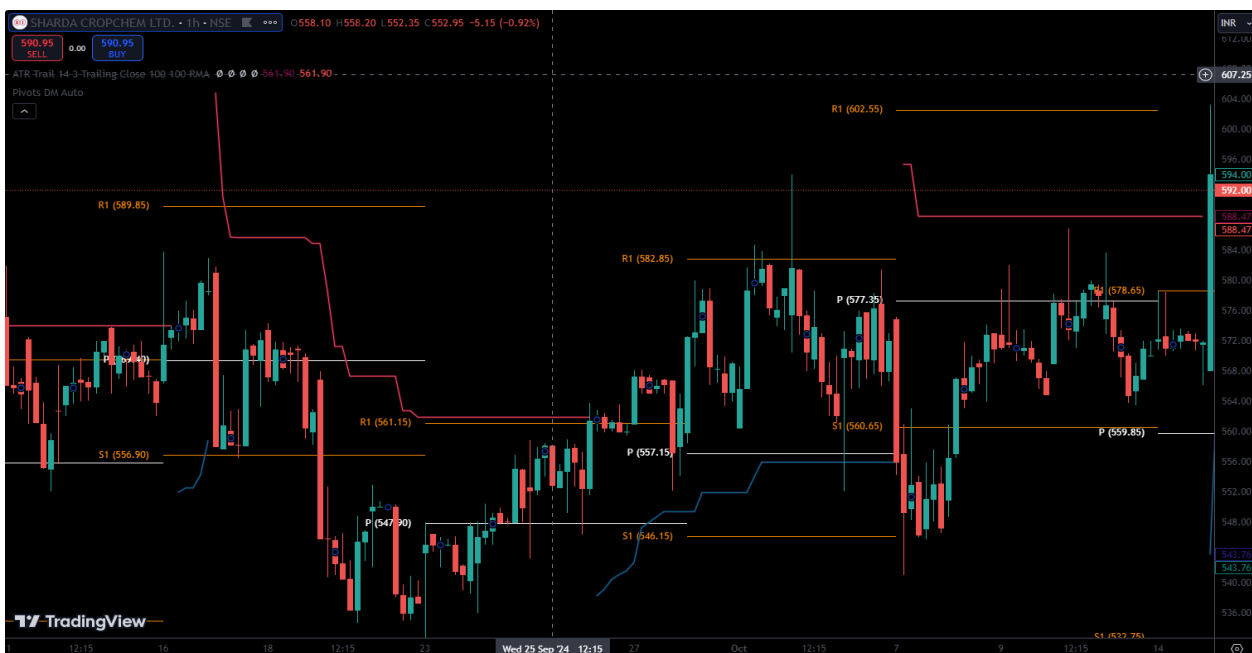 SHARDA CROPCHEM LTD. · 1h · NSE O558.10 H558.20 L552.35 C552.95 −5.15 (−0.92%)
INR
612.00
590.95 SELL 0.00 590.95 BUY
ATR Trail 14 3 Trailing Close 100 100 RMA Ø Ø Ø Ø 561.90 561.90
607.25
Pivots DM Auto
604.00
R1 (602.55)
600.00
596.00
594.00
592.00
R1 (589.85)
588.47
588.47
584.00
R1 (582.85)
580.00
P (577.35)
(578.65)
576.00
572.00
568.00
564.00
R1 (561.15)
S1 (560.65)
P (559.85)
560.00
S1 (556.90)
P (557.15)
556.00
552.00
P (547.90)
548.00
S1 (546.15)
543.76
543.76
540.00
536.00
TradingView
S1 (532.75)
12:15 16 18 12:15 23 Wed 25 Sep '24 12:15 27 Oct 12:15 7 9 12:15 14